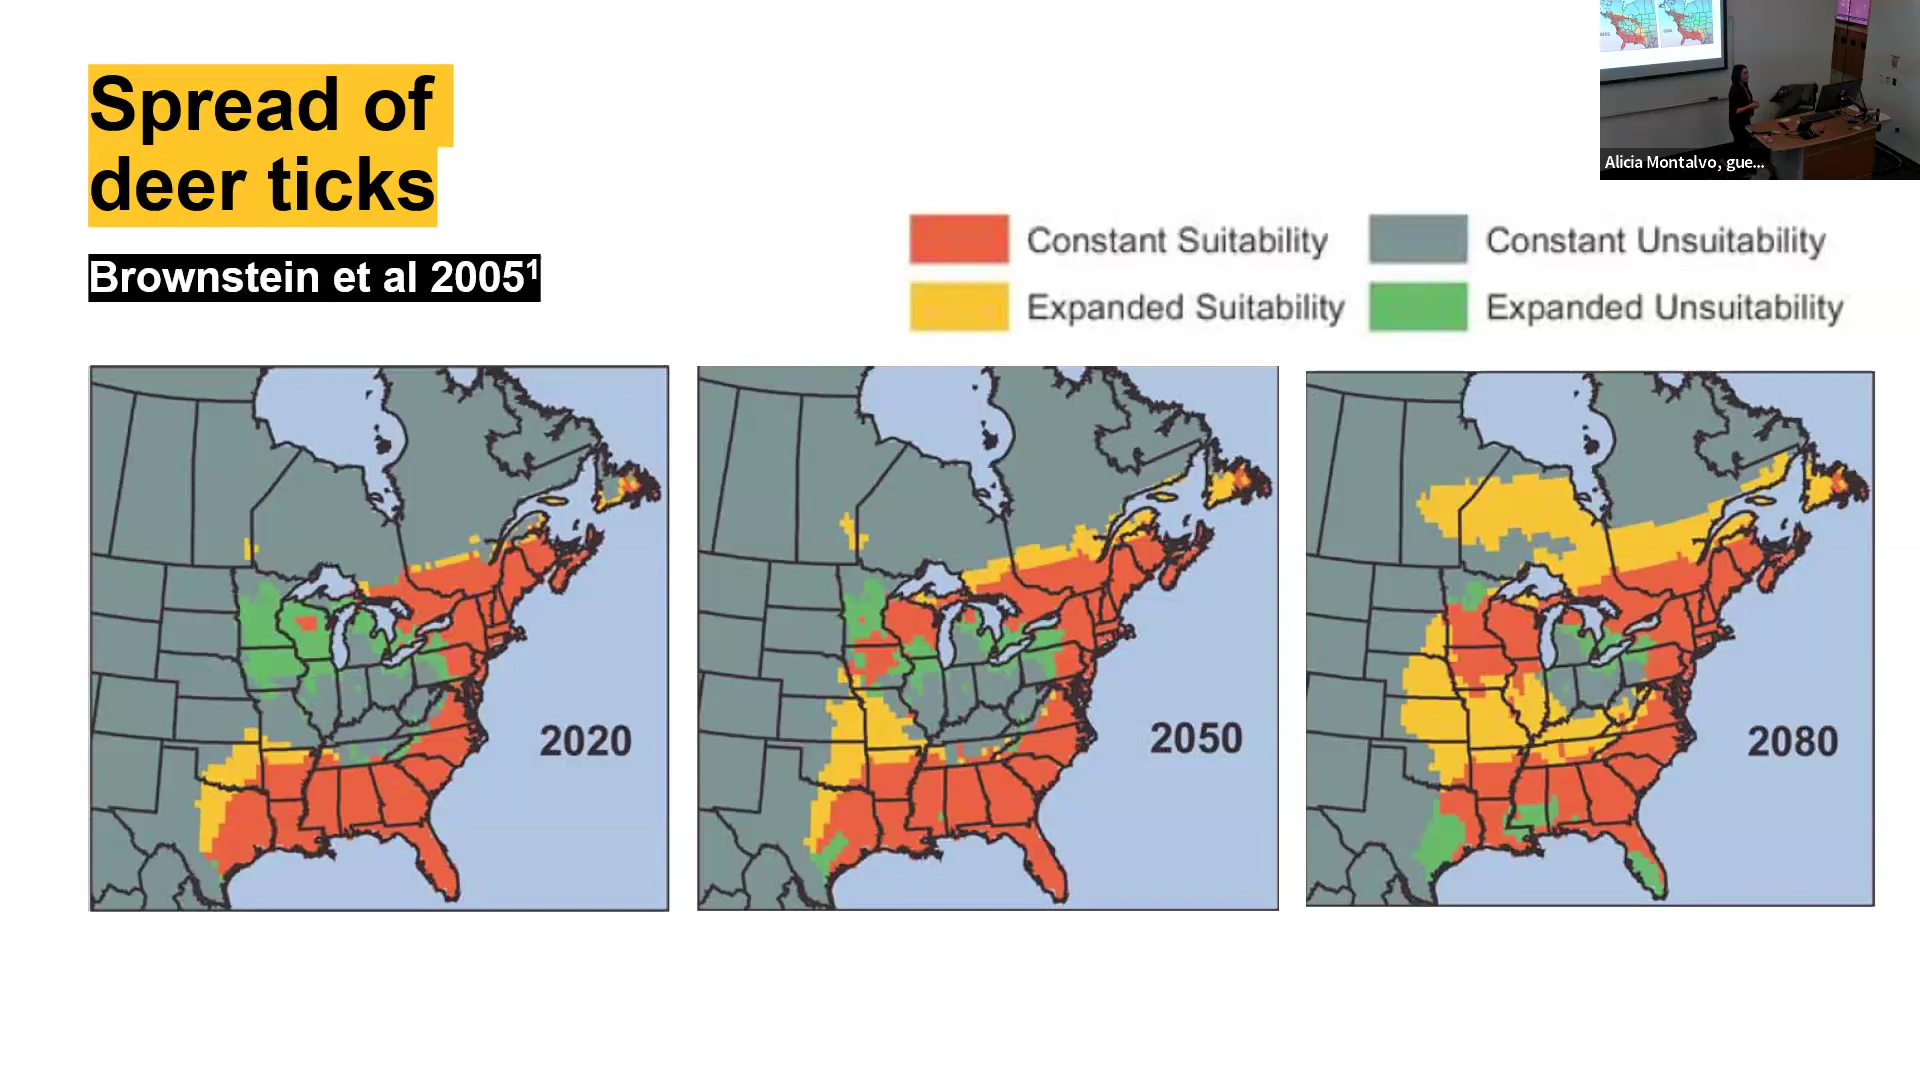 Spread of
deer ticks
Brownstein et al 2005¹
Alicia Montalvo, gue...
Constant Suitability
Constant Unsuitability
Expanded Suitability
Expanded Unsuitability
2020
2050
2080